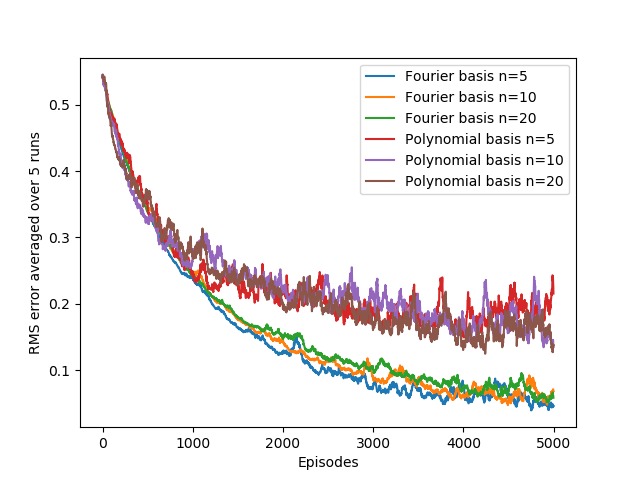 RMS error averaged over 5 runs
0.5
0.4
0.3
0.2
0.1
Fourier basis n=5
Fourier basis n=10
Fourier basis n=20
Polynomial basis n=5
Polynomial basis n=10
Polynomial basis n=20
0 1000 2000 3000 4000 5000
Episodes